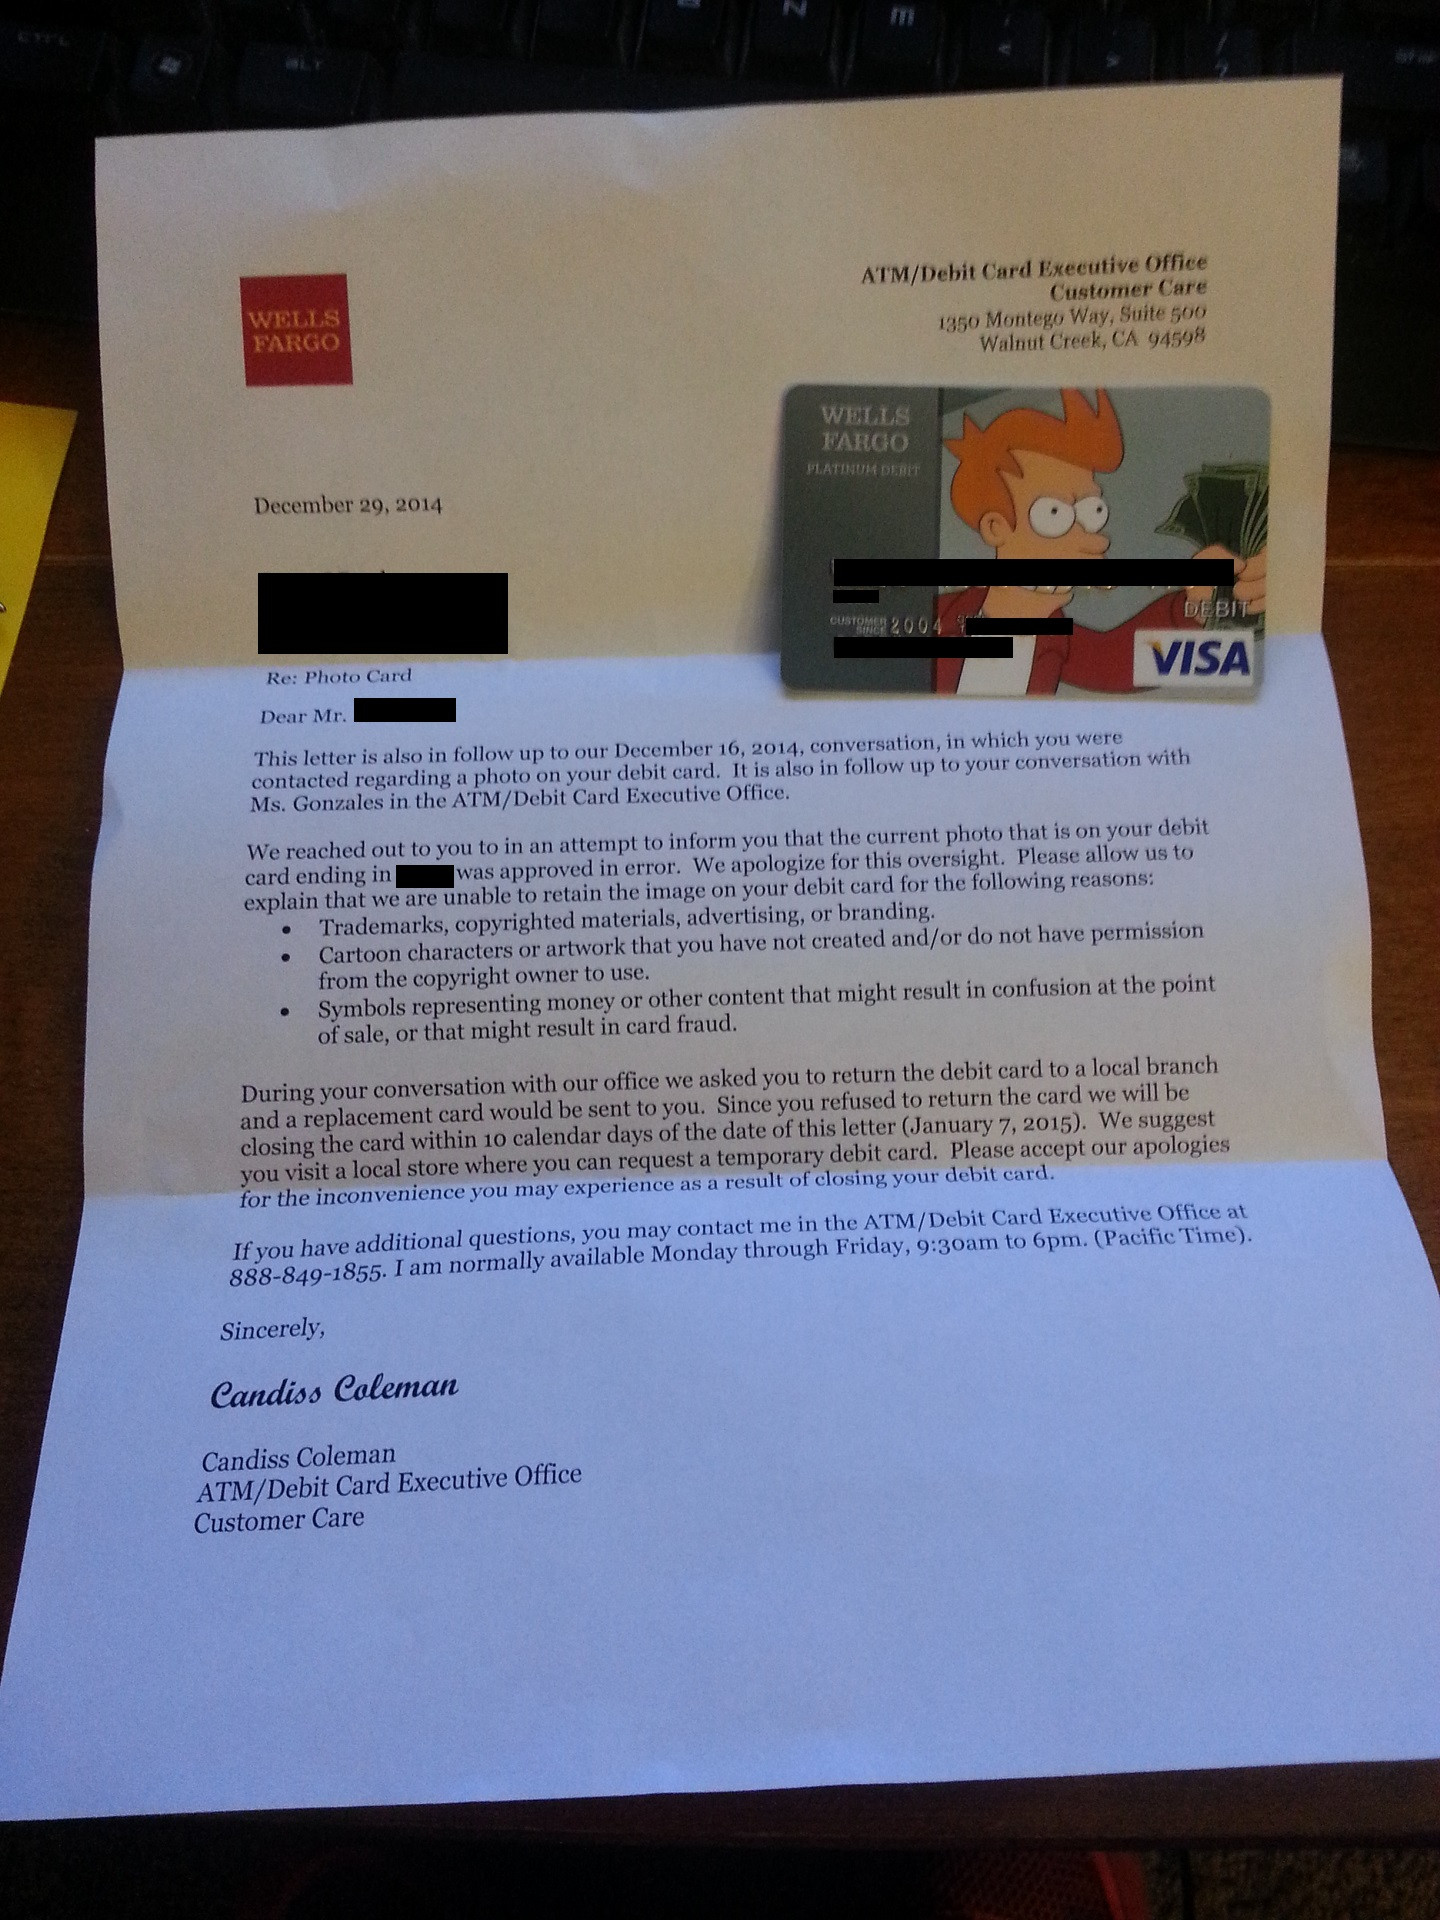 WELLS
FARGO
ATM/Debit Card Executive Office
Customer Care
1350 Montego Way, Suite 500
Walnut Creek, CA 94598
WELLS
FARGO
PLATINUM DEBIT
CUSTOMER
SINCE 2004
DEBIT
VISA
December 29, 2014
Re: Photo Card
Dear Mr.
This letter is also in follow up to our December 16, 2014, conversation, in which you were
contacted regarding a photo on your debit card. It is also in follow up to your conversation with
Ms. Gonzales in the ATM/Debit Card Executive Office.
We reached out to you to in an attempt to inform you that the current photo that is on your debit
card ending in was approved in error. We apologize for this oversight. Please allow us to
explain that we are unable to retain the image on your debit card for the following reasons:
• Trademarks, copyrighted materials, advertising, or branding.
• Cartoon characters or artwork that you have not created and/or do not have permission
from the copyright owner to use.
• Symbols representing money or other content that might result in confusion at the point
of sale, or that might result in card fraud.
During your conversation with our office we asked you to return the debit card to a local branch
and a replacement card would be sent to you. Since you refused to return the card we will be
closing the card within 10 calendar days of the date of this letter (January 7, 2015). We suggest
you visit a local store where you can request a temporary debit card. Please accept our apologies
for the inconvenience you may experience as a result of closing your debit card.
If you have additional questions, you may contact me in the ATM/Debit Card Executive Office at
888-849-1855. I am normally available Monday through Friday, 9:30am to 6pm. (Pacific Time).
Sincerely,
Candiss Coleman
Candiss Coleman
ATM/Debit Card Executive Office
Customer Care